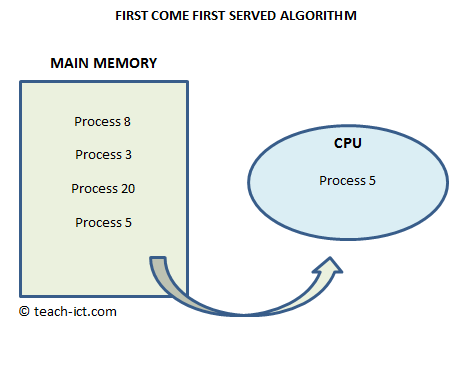 FIRST COME FIRST SERVED ALGORITHM
MAIN MEMORY
Process 8
Process 3
Process 20
Process 5
CPU
Process 5
© teach-ict.com